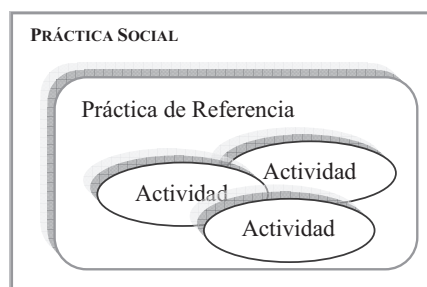 PRÁCTICA SOCIAL
Práctica de Referencia
Actividad
Actividad
Actividad